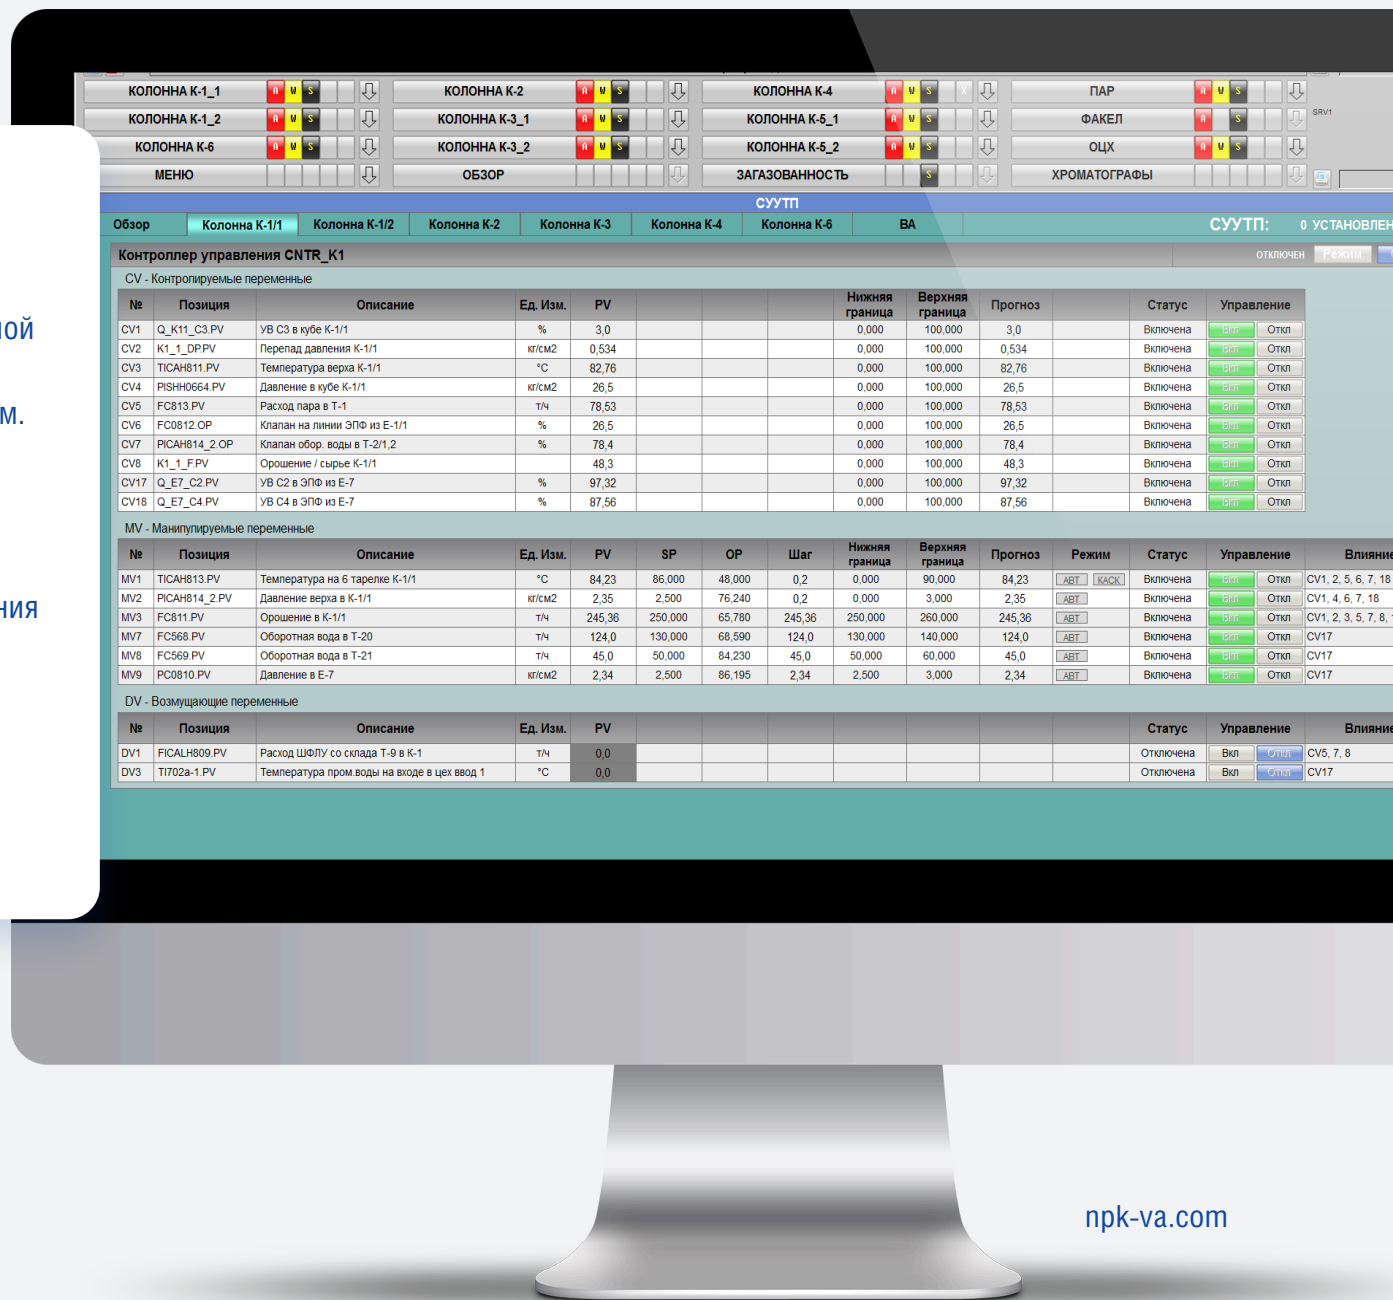 КОЛОННА К-1_1 A W S КОЛОННА К-2 A W S КОЛОННА К-4 A W S X ПАР A W S
КОЛОННА К-1_2 A W S КОЛОННА К-3_1 A W S КОЛОННА К-5_1 A W S ФАКЕЛ A S SRV1
КОЛОННА К-6 A W S КОЛОННА К-3_2 A W S КОЛОННА К-5_2 A W S ОЦХ A W S
МЕНЮ ОБЗОР ЗАГАЗОВАННОСТЬ S ХРОМАТОГРАФЫ
СУУТП
Обзор Колонна К-1/1 Колонна К-1/2 Колонна К-2 Колонна К-3 Колонна К-4 Колонна К-6 ВА СУУТП: 0 УСТАНОВЛЕН
Контроллер управления CNTR_K1 ОТКЛЮЧЕН Режим
CV - Контролируемые переменные
№ Позиция Описание Ед. Изм. PV Нижняя граница Верхняя граница Прогноз Статус Управление
CV1 Q_K11_C3.PV УВ С3 в кубе К-1/1 % 3,0 0,000 100,000 3,0 Включена Вкл Откл
CV2 K1_1_DP.PV Перепад давления К-1/1 кг/см2 0,534 0,000 100,000 0,534 Включена Вкл Откл
CV3 TICAH811.PV Температура верха К-1/1 °C 82,76 0,000 100,000 82,76 Включена Вкл Откл
CV4 PISHH0664.PV Давление в кубе К-1/1 кг/см2 26,5 0,000 100,000 26,5 Включена Вкл Откл
CV5 FC813.PV Расход пара в Т-1 т/ч 78,53 0,000 100,000 78,53 Включена Вкл Откл
CV6 FC0812.OP Клапан на линии ЭПФ из Е-1/1 % 26,5 0,000 100,000 26,5 Включена Вкл Откл
CV7 PICAH814_2.OP Клапан обор. воды в Т-2/1,2 % 78,4 0,000 100,000 78,4 Включена Вкл Откл
CV8 K1_1_F.PV Орошение / сырье К-1/1 48,3 0,000 100,000 48,3 Включена Вкл Откл
CV17 Q_E7_C2.PV УВ С2 в ЭПФ из Е-7 % 97,32 0,000 100,000 97,32 Включена Вкл Откл
CV18 Q_E7_C4.PV УВ С4 в ЭПФ из Е-7 % 87,56 0,000 100,000 87,56 Включена Вкл Откл
MV - Манипулируемые переменные
№ Позиция Описание Ед. Изм. PV SP OP Шаг Нижняя граница Верхняя граница Прогноз Режим Статус Управление Влияние
MV1 TICAH813.PV Температура на 6 тарелке К-1/1 °C 84,23 86,000 48,000 0,2 0,000 90,000 84,23 АВТ КАСК Включена Вкл Откл CV1, 2, 5, 6, 7, 18
MV2 PICAH814_2.PV Давление верха К-1/1 кг/см2 2,35 2,500 76,240 0,2 0,000 3,000 2,35 АВТ Включена Вкл Откл CV1, 4, 6, 7, 18
MV3 FC811.PV Орошение в К-1/1 т/ч 245,36 250,000 65,780 245,36 250,000 260,000 245,36 АВТ Включена Вкл Откл CV1, 2, 3, 5, 7, 8,
MV7 FC568.PV Оборотная вода в Т-20 т/ч 124,0 130,000 68,590 124,0 130,000 140,000 124,0 АВТ Включена Вкл Откл CV17
MV8 FC569.PV Оборотная вода в Т-21 т/ч 45,0 50,000 84,230 45,0 50,000 60,000 45,0 АВТ Включена Вкл Откл CV17
MV9 PC0810.PV Давление в Е-7 кг/см2 2,34 2,500 86,195 2,34 2,500 3,000 2,34 АВТ Включена Вкл Откл CV17
DV - Возмущающие переменные
№ Позиция Описание Ед. Изм. PV Статус Управление Влияние
DV1 FICALH809.PV Расход ШФЛУ со склада Т-9 в К-1 т/ч 0,0 Отключена Вкл Откл CV5, 7, 8
DV3 TI702a-1.PV Температура пром.воды на входе в цех ввод 1 °C 0,0 Отключена Вкл Откл CV17
ной
м.
ния
npk-va.com